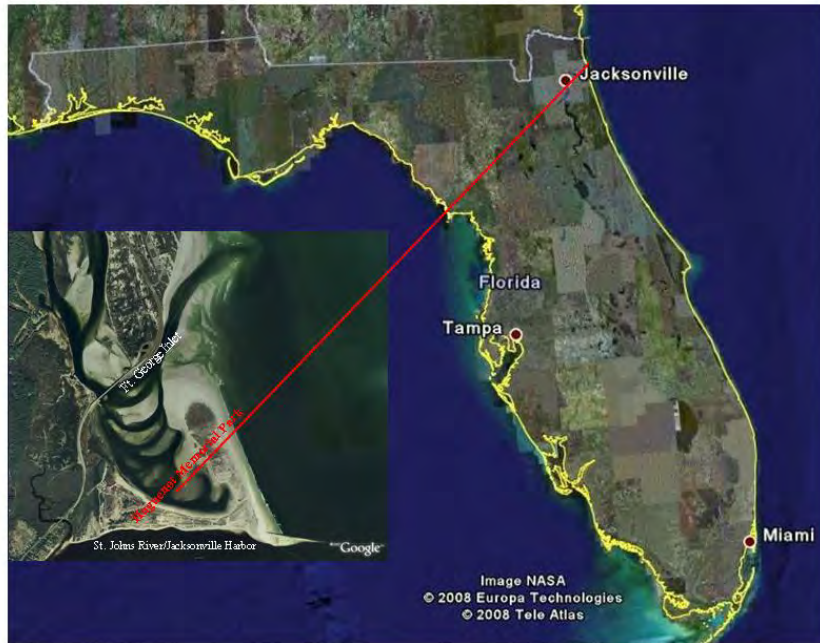 Jacksonville
Florida
Tampa
Miami
Ft. George Inlet
Huguenot Memorial Park
St. Johns River/Jacksonville Harbor
Google
Image NASA
© 2008 Europa Technologies
© 2008 Tele Atlas